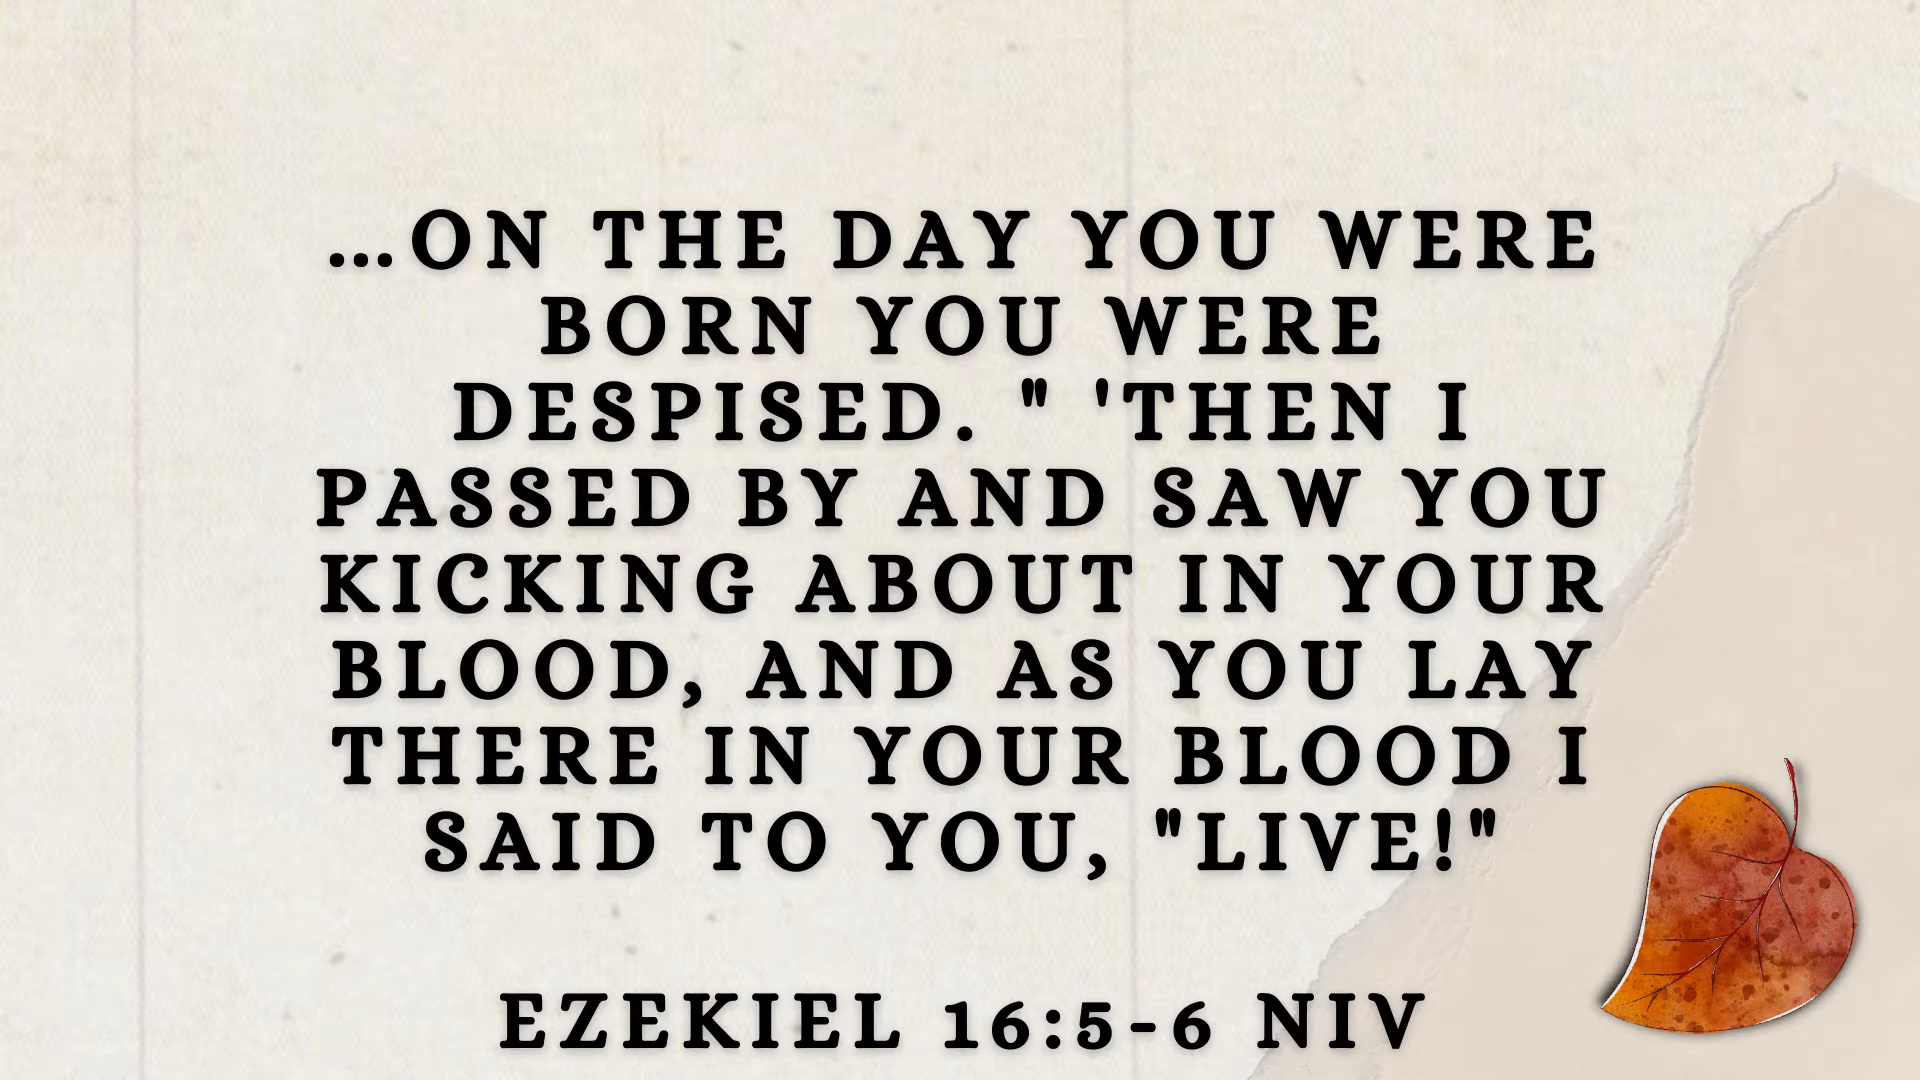 ...ON THE DAY YOU WERE
BORN YOU WERE
DESPISED. " 'THEN I
PASSED BY AND SAW YOU
KICKING ABOUT IN YOUR
BLOOD, AND AS YOU LAY
THERE IN YOUR BLOOD I
SAID TO YOU, "LIVE!"
EZEKIEL 16:5-6 NIV